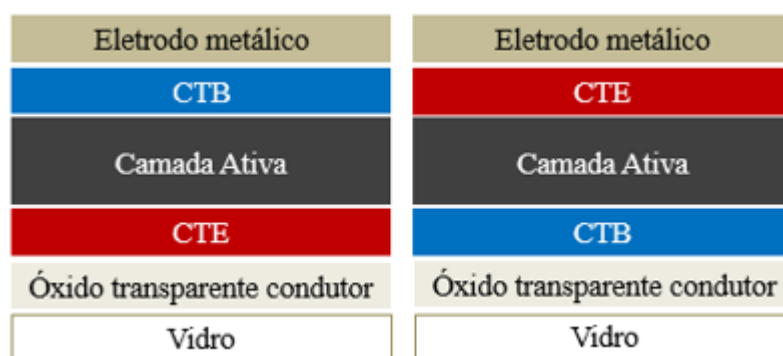 Eletrodo metálico
CTB
Camada Ativa
CTE
Óxido transparente condutor
Vidro
Eletrodo metálico
CTE
Camada Ativa
CTB
Óxido transparente condutor
Vidro